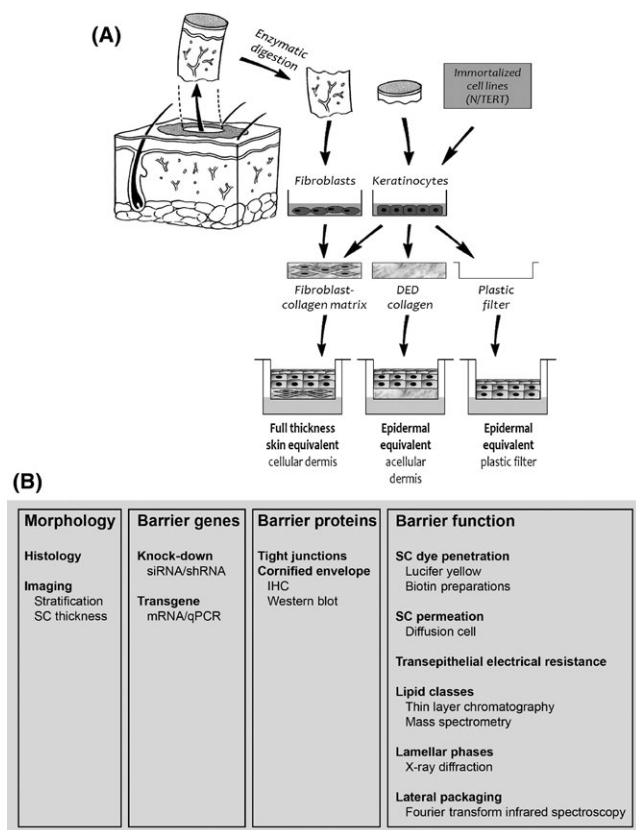 (A)
Enzymatic
digestion
Immortalized
cell lines
(N/TERT)
Fibroblasts
Keratinocytes
Fibroblast-
collagen matrix
DED
collagen
Plastic
filter
Full thickness
skin equivalent
cellular dermis
Epidermal
equivalent
acellular
dermis
Epidermal
equivalent
plastic filter
(B)
Morphology
Histology
Imaging
Stratification
SC thickness
Barrier genes
Knock-down
siRNA/shRNA
Transgene
mRNA/qPCR
Barrier proteins
Tight junctions
Cornified envelope
IHC
Western blot
Barrier function
SC dye penetration
Lucifer yellow
Biotin preparations
SC permeation
Diffusion cell
Transepithelial electrical resistance
Lipid classes
Thin layer chromatography
Mass spectrometry
Lamellar phases
X-ray diffraction
Lateral packaging
Fourier transform infrared spectroscopy